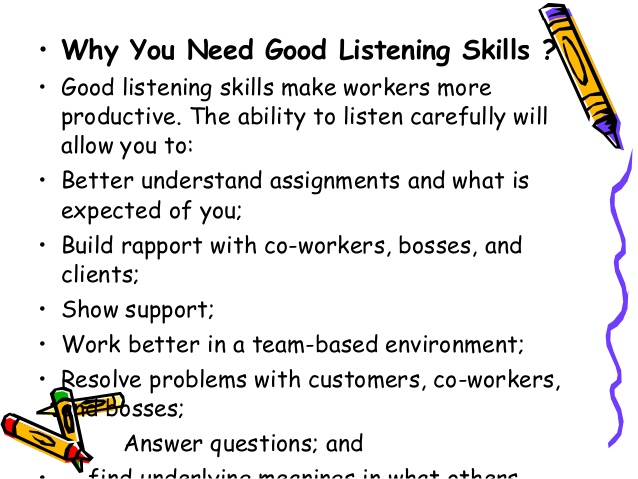 • Why You Need Good Listening Skills ?
• Good listening skills make workers more
productive. The ability to listen carefully will
allow you to:
• Better understand assignments and what is
expected of you;
• Build rapport with co-workers, bosses, and
clients;
• Show support;
• Work better in a team-based environment;
• Resolve problems with customers, co-workers,
and bosses;
Answer questions; and
• find underlying meanings in what others